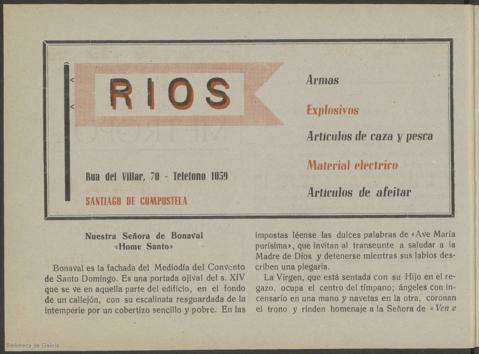 RIOS
Rua del Villar, 70 - Telefono 1059
SANTIAGO DE COMPOSTELA
Armas
Explosivos
Artículos de caza y pesca
Material electrico
Artículos de afeitar
Nuestra Señora de Bonaval
«Home Santo»
Bonaval es la fachada del Mediodía del Convento
de Santo Domingo. Es una portada ojival del s. XIV
que se ve en aquella parte del edificio, en el fondo
de un callejón, con su escalinata resguardada de la
intemperie por un cobertizo sencillo y pobre. En las
impostas léense las dulces palabras de «Ave María
purísima», que invitan al transeunte a saludar a la
Madre de Dios y detenerse mientras sus labios des-
criben una plegaria.
La Virgen, que está sentada con su Hijo en el re-
gazo, ocupa el centro del tímpano; ángeles con in-
censario en una mano y navetas en la otra, coronan
el trono y rinden homenaje a la Señora de «Ven e
Biblioteca de Galicia